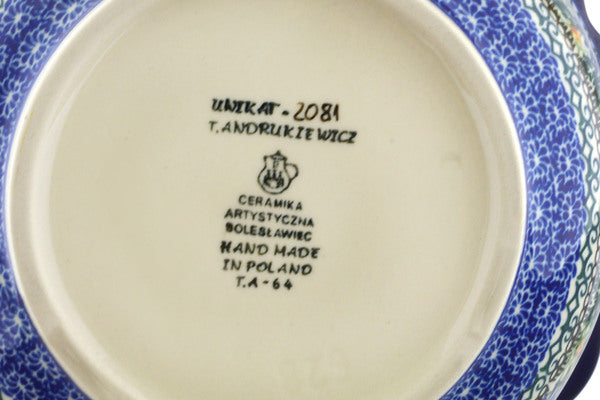 UNIKAT - 2081
T. ANDRUKIEWICZ
CERAMIKA
ARTYSTYCZNA
BOLESŁAWIEC
HAND MADE
IN POLAND
T.A - 64